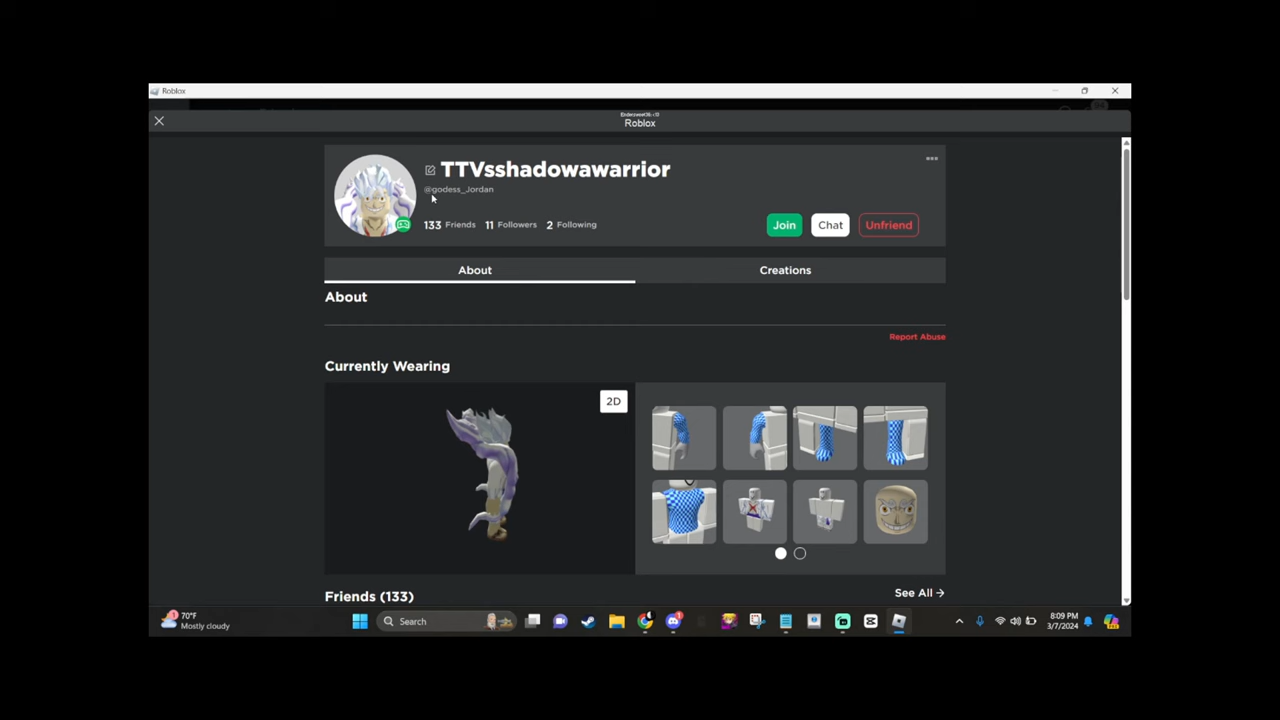 Roblox
Roblox
TTVsshadowawarrior
@godess_Jordan
133 Friends 11 Followers 2 Following
Join Chat Unfriend
About Creations
About
Report Abuse
Currently Wearing
2D
Friends (133)
See All →
70°F
Mostly cloudy
Search
8:09 PM
3/7/2024